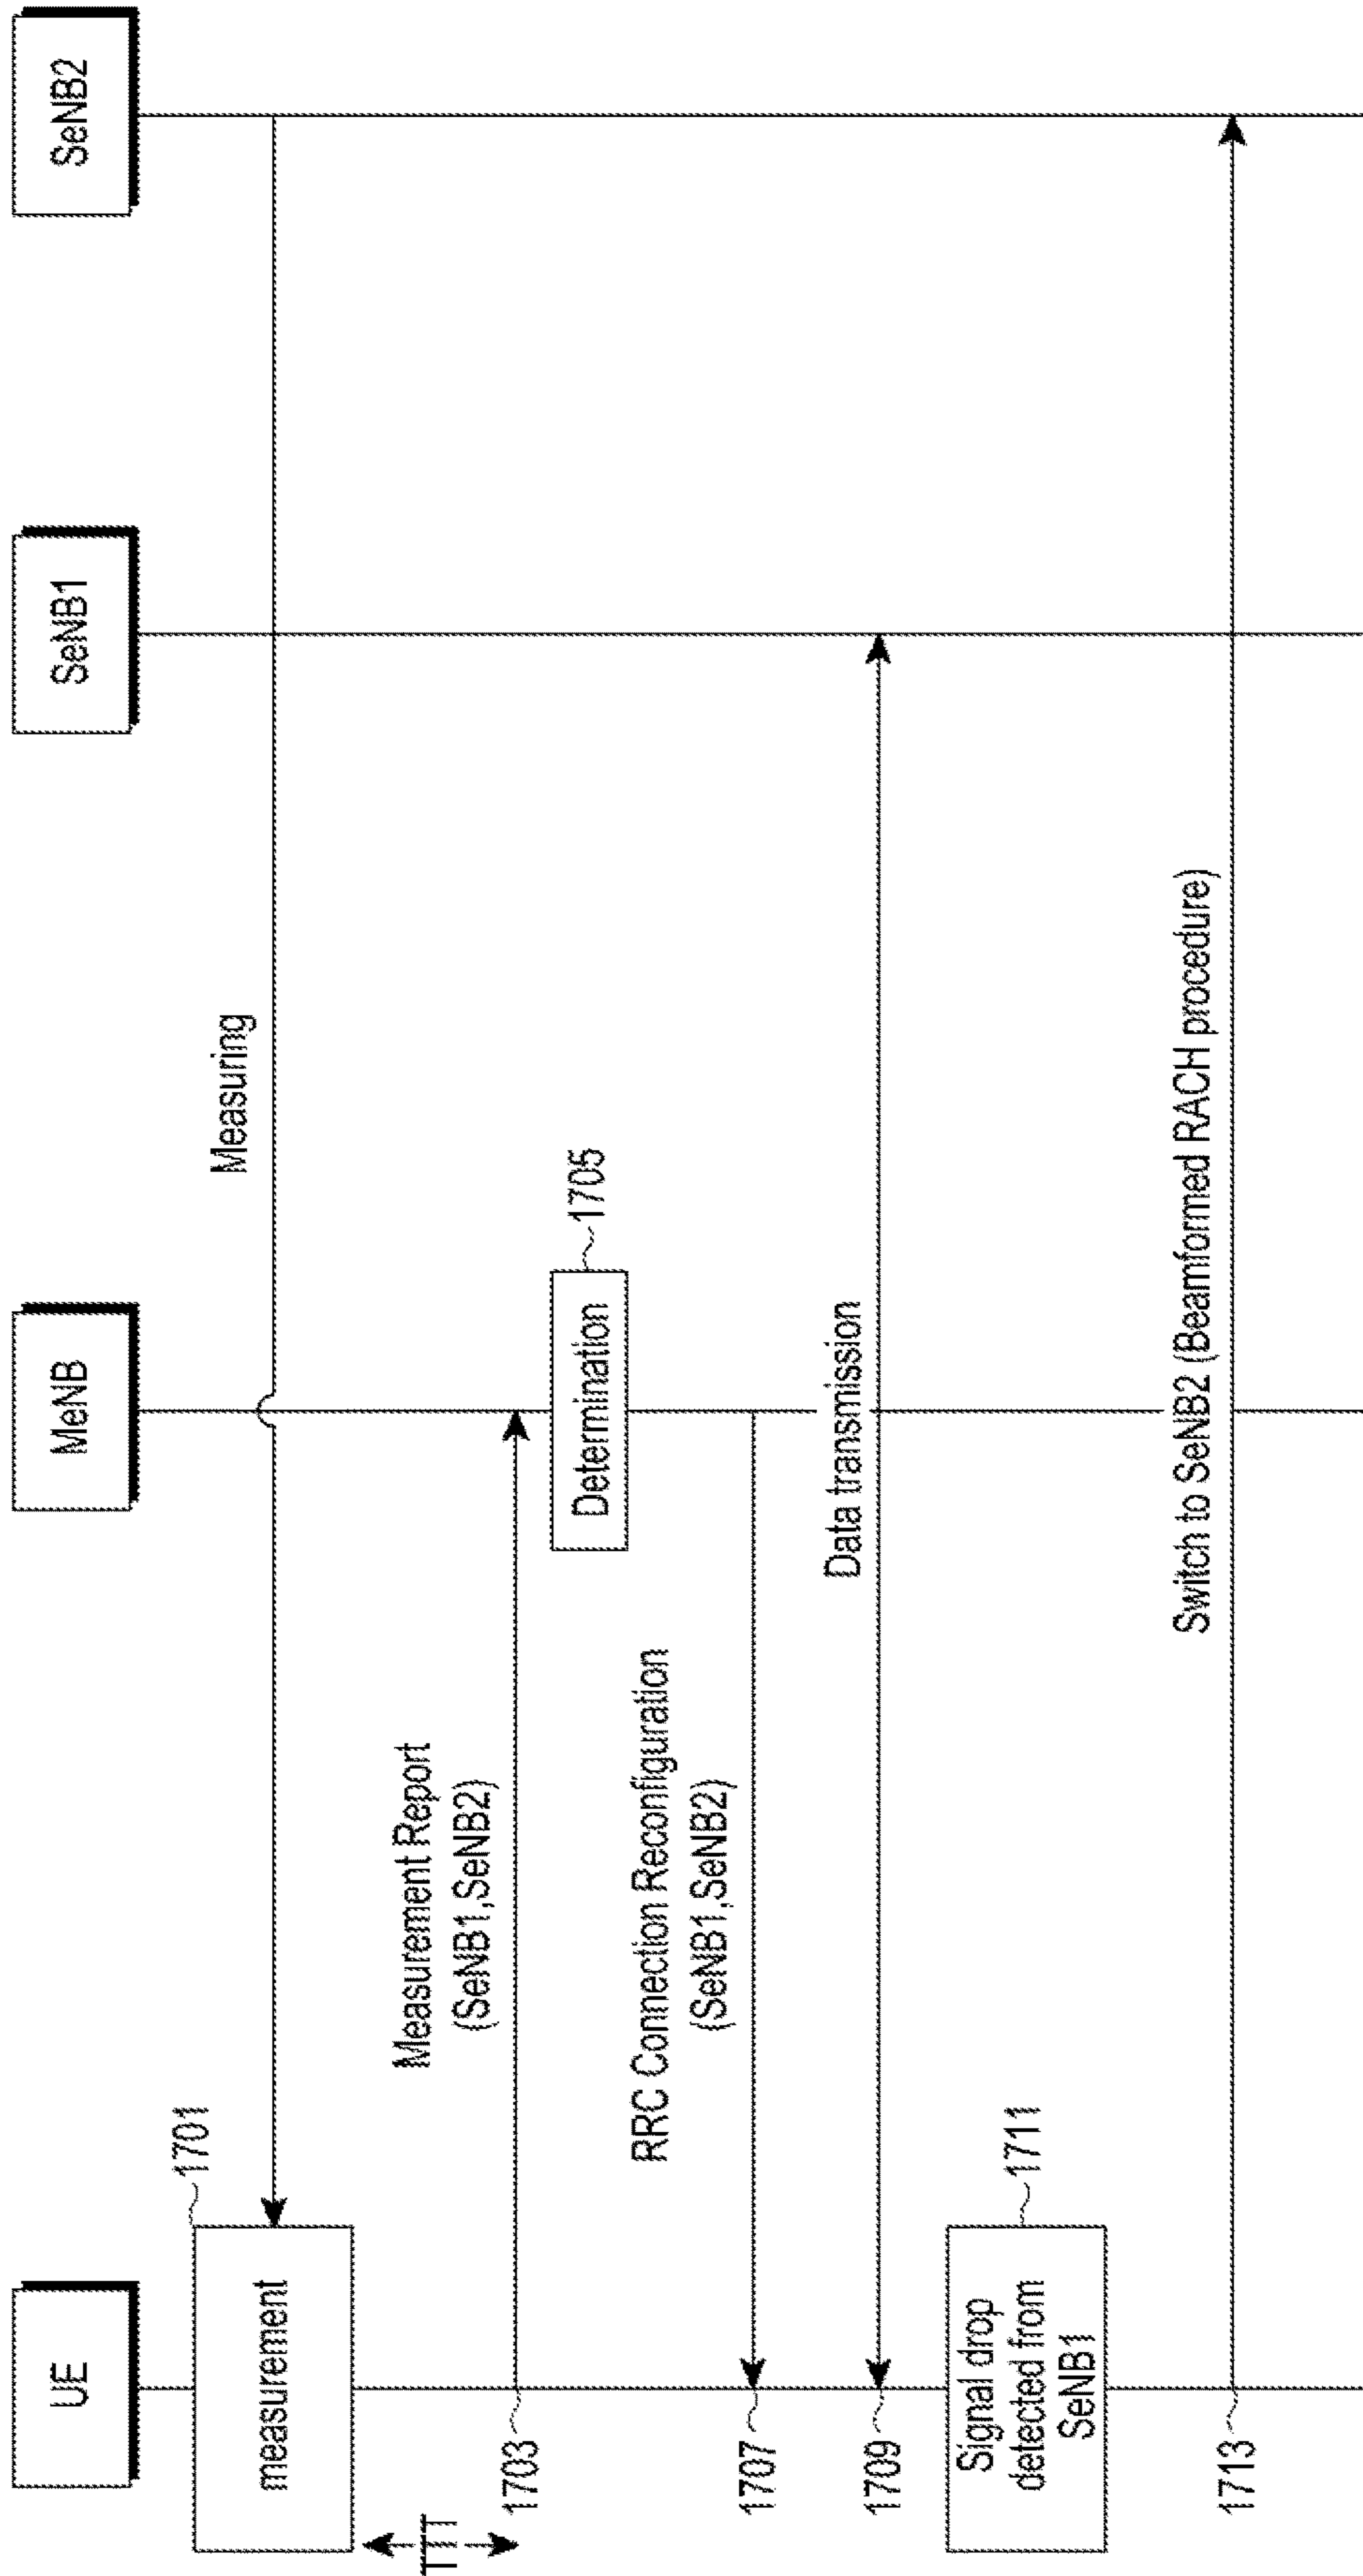 UE
MeNB
SeNB1
SeNB2
1701
measurement
Measuring
TTT
Measurement Report
(SeNB1,SeNB2)
1703
Determination
1705
RRC Connection Reconfiguration
(SeNB1,SeNB2)
1707
Data transmission
1709
Signal drop
detected from
SeNB1
1711
Switch to SeNB2 (Beamformed RACH procedure)
1713